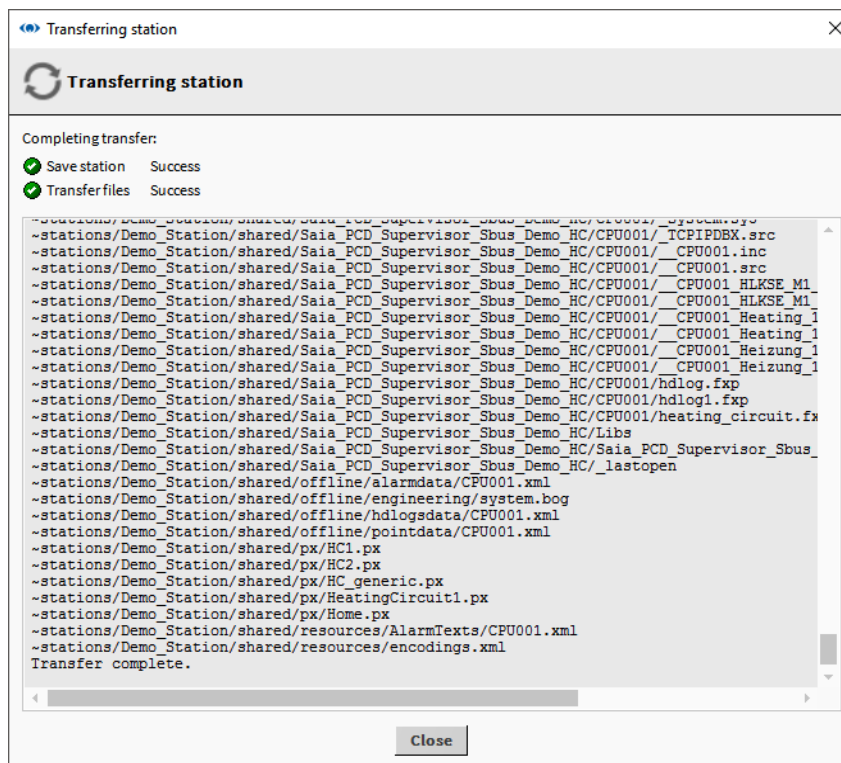 Transferring station
Transferring station
Completing transfer:
Save station Success
Transfer files Success
~stations/Demo_Station/shared/Saia_PCD_Supervisor_Sbus_Demo_HC/CPU001/_System.sys
~stations/Demo_Station/shared/Saia_PCD_Supervisor_Sbus_Demo_HC/CPU001/_TCPIPDBX.src
~stations/Demo_Station/shared/Saia_PCD_Supervisor_Sbus_Demo_HC/CPU001/__CPU001.inc
~stations/Demo_Station/shared/Saia_PCD_Supervisor_Sbus_Demo_HC/CPU001/__CPU001.src
~stations/Demo_Station/shared/Saia_PCD_Supervisor_Sbus_Demo_HC/CPU001/__CPU001_HLKSE_M1_
~stations/Demo_Station/shared/Saia_PCD_Supervisor_Sbus_Demo_HC/CPU001/__CPU001_HLKSE_M1_
~stations/Demo_Station/shared/Saia_PCD_Supervisor_Sbus_Demo_HC/CPU001/__CPU001_Heating_1
~stations/Demo_Station/shared/Saia_PCD_Supervisor_Sbus_Demo_HC/CPU001/__CPU001_Heating_1
~stations/Demo_Station/shared/Saia_PCD_Supervisor_Sbus_Demo_HC/CPU001/__CPU001_Heizung_1
~stations/Demo_Station/shared/Saia_PCD_Supervisor_Sbus_Demo_HC/CPU001/__CPU001_Heizung_1
~stations/Demo_Station/shared/Saia_PCD_Supervisor_Sbus_Demo_HC/CPU001/hdlog.fxp
~stations/Demo_Station/shared/Saia_PCD_Supervisor_Sbus_Demo_HC/CPU001/hdlog1.fxp
~stations/Demo_Station/shared/Saia_PCD_Supervisor_Sbus_Demo_HC/CPU001/heating_circuit.fx
~stations/Demo_Station/shared/Saia_PCD_Supervisor_Sbus_Demo_HC/Libs
~stations/Demo_Station/shared/Saia_PCD_Supervisor_Sbus_Demo_HC/Saia_PCD_Supervisor_Sbus_
~stations/Demo_Station/shared/Saia_PCD_Supervisor_Sbus_Demo_HC/_lastopen
~stations/Demo_Station/shared/offline/alarmdata/CPU001.xml
~stations/Demo_Station/shared/offline/engineering/system.bog
~stations/Demo_Station/shared/offline/hdlogsdata/CPU001.xml
~stations/Demo_Station/shared/offline/pointdata/CPU001.xml
~stations/Demo_Station/shared/px/HC1.px
~stations/Demo_Station/shared/px/HC2.px
~stations/Demo_Station/shared/px/HC_generic.px
~stations/Demo_Station/shared/px/HeatingCircuit1.px
~stations/Demo_Station/shared/px/Home.px
~stations/Demo_Station/shared/resources/AlarmTexts/CPU001.xml
~stations/Demo_Station/shared/resources/encodings.xml
Transfer complete.
Close